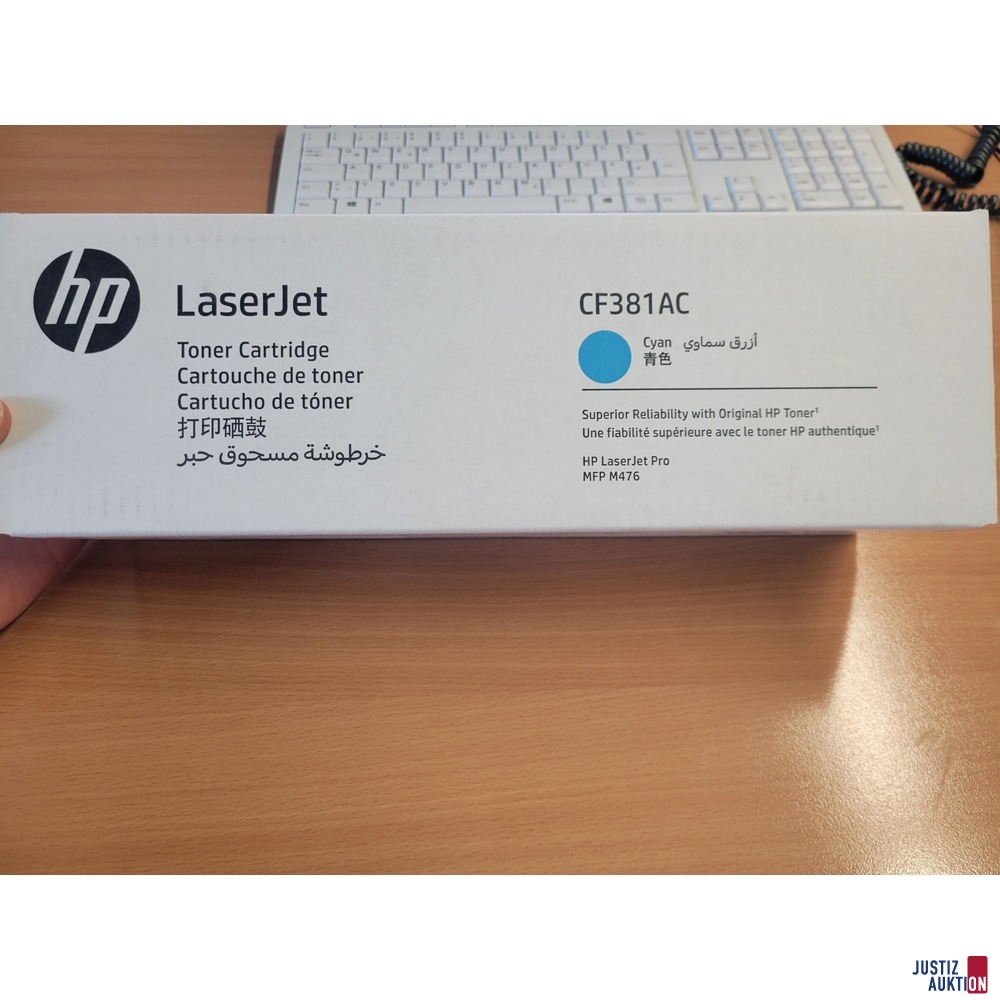 hp
LaserJet
Toner Cartridge
Cartouche de toner
Cartucho de tóner
打印硒鼓
خرطوشة مسحوق حبر
CF381AC
Cyan أزرق سماوي
青色
Superior Reliability with Original HP Toner¹
Une fiabilité supérieure avec le toner HP authentique¹
HP LaserJet Pro
MFP M476
JUSTIZ
AUKTION